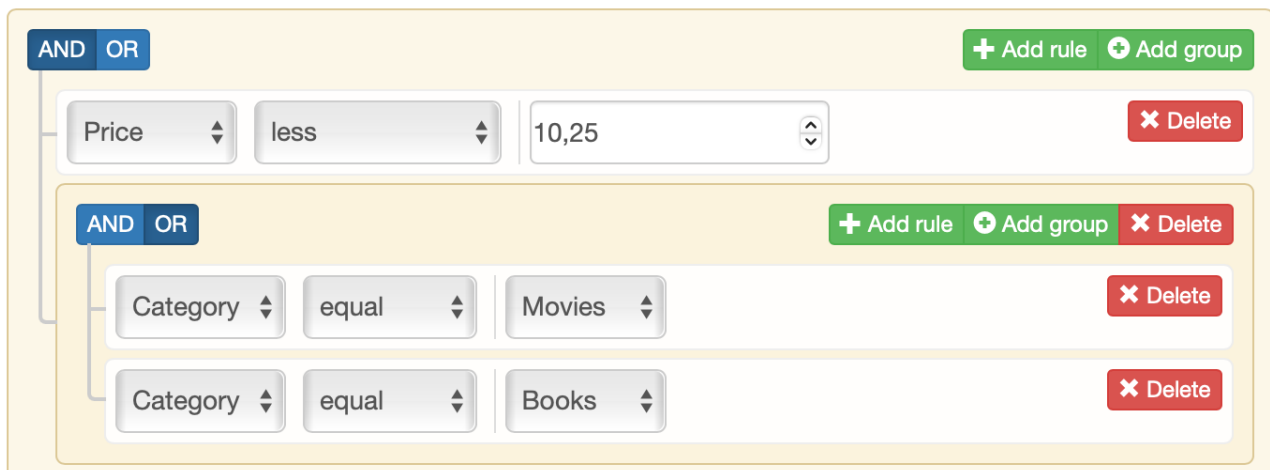 AND OR Add rule Add group
Price less 10,25 Delete
AND OR Add rule Add group Delete
Category equal Movies Delete
Category equal Books Delete